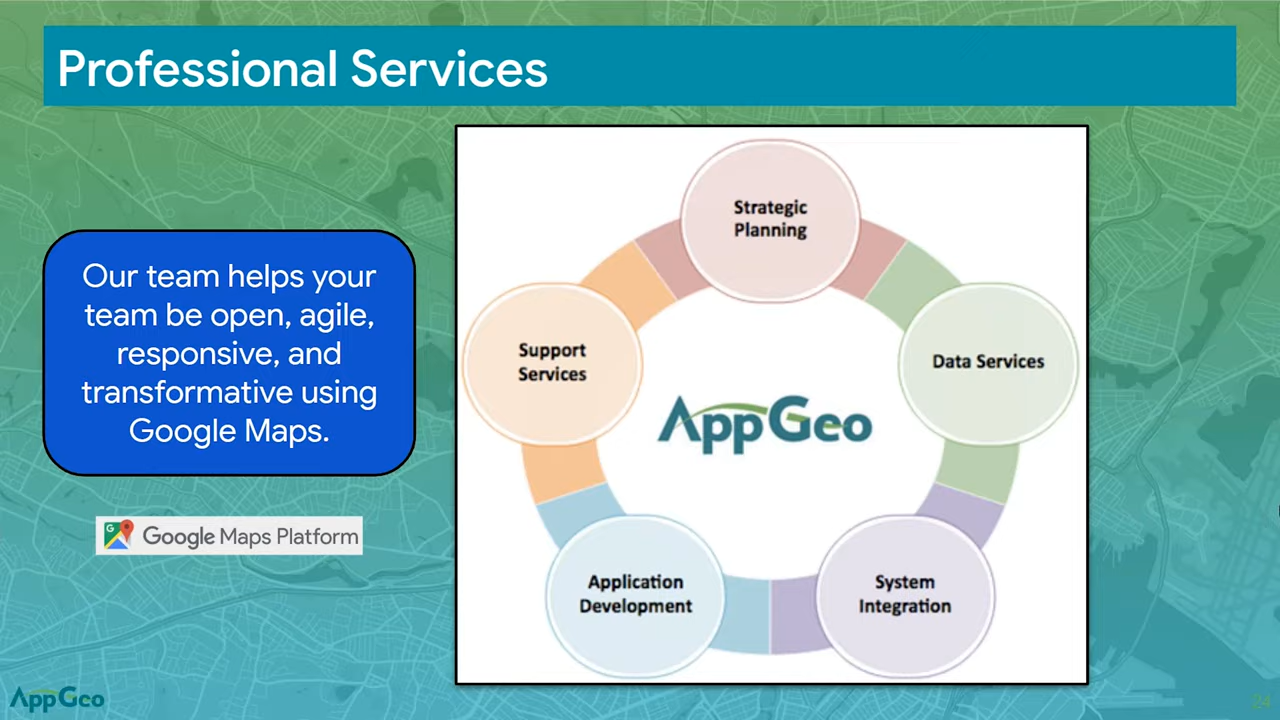 Professional Services
Our team helps your
team be open, agile,
responsive, and
transformative using
Google Maps.
G
Google Maps Platform
Strategic
Planning
Support
Services
Data Services
AppGeo
Application
Development
System
Integration
AppGeo
24